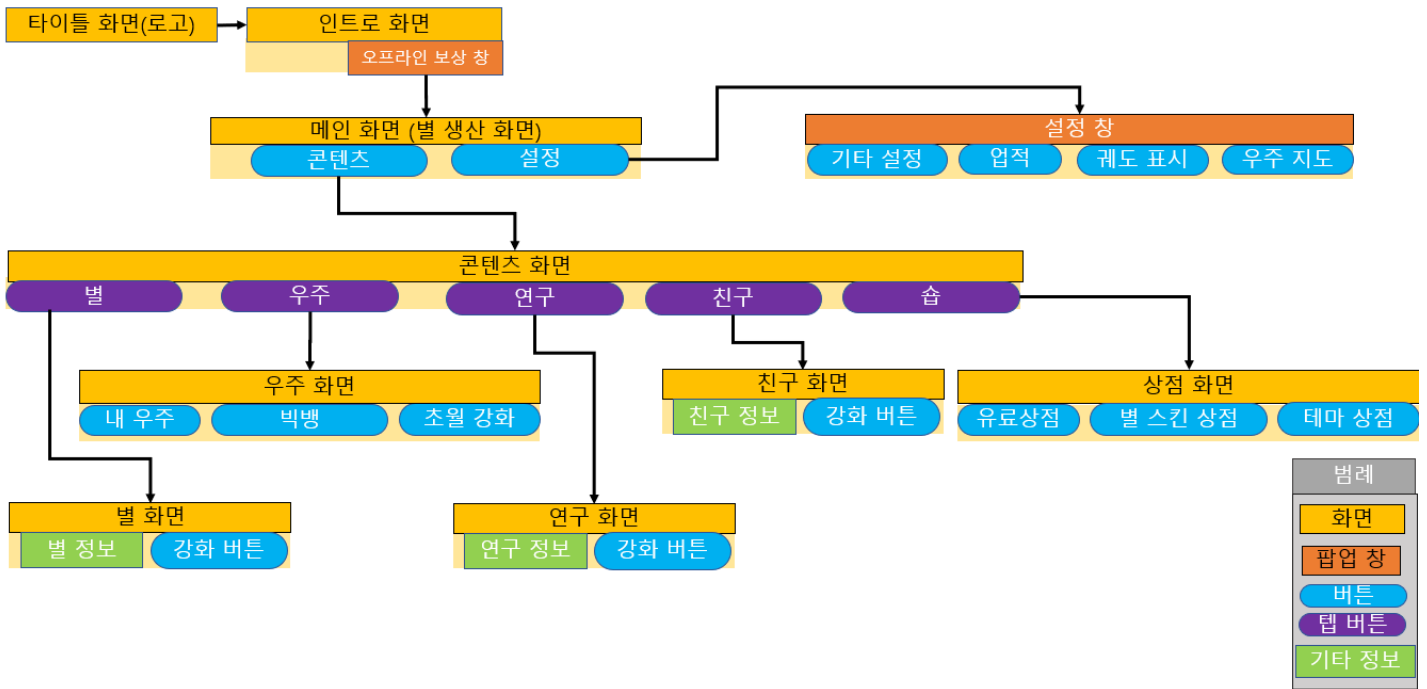 타이틀 화면(로고)
인트로 화면
오프라인 보상 창
메인 화면 (별 생산 화면)
콘텐츠
설정
설정 창
기타 설정
업적
궤도 표시
우주 지도
콘텐츠 화면
별
우주
연구
친구
숍
우주 화면
내 우주
빅뱅
초월 강화
친구 화면
친구 정보
강화 버튼
상점 화면
유료상점
별 스킨 상점
테마 상점
별 화면
별 정보
강화 버튼
연구 화면
연구 정보
강화 버튼
범례
화면
팝업 창
버튼
텝 버튼
기타 정보